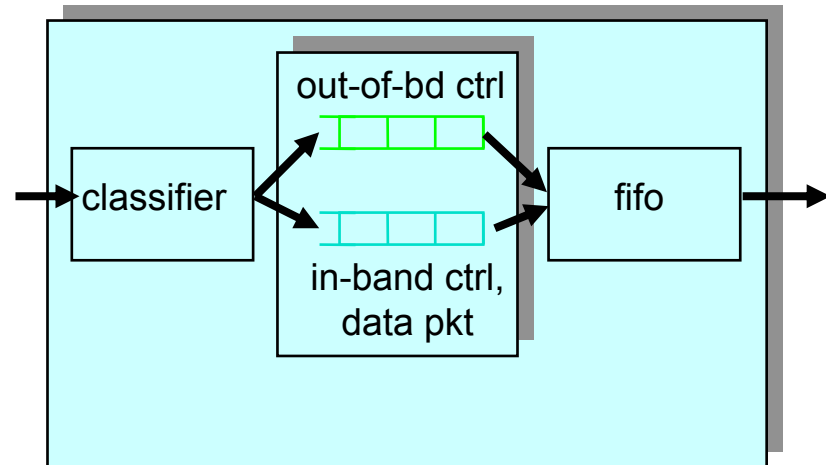 out-of-bd ctrl
classifier
fifo
in-band ctrl,
data pkt